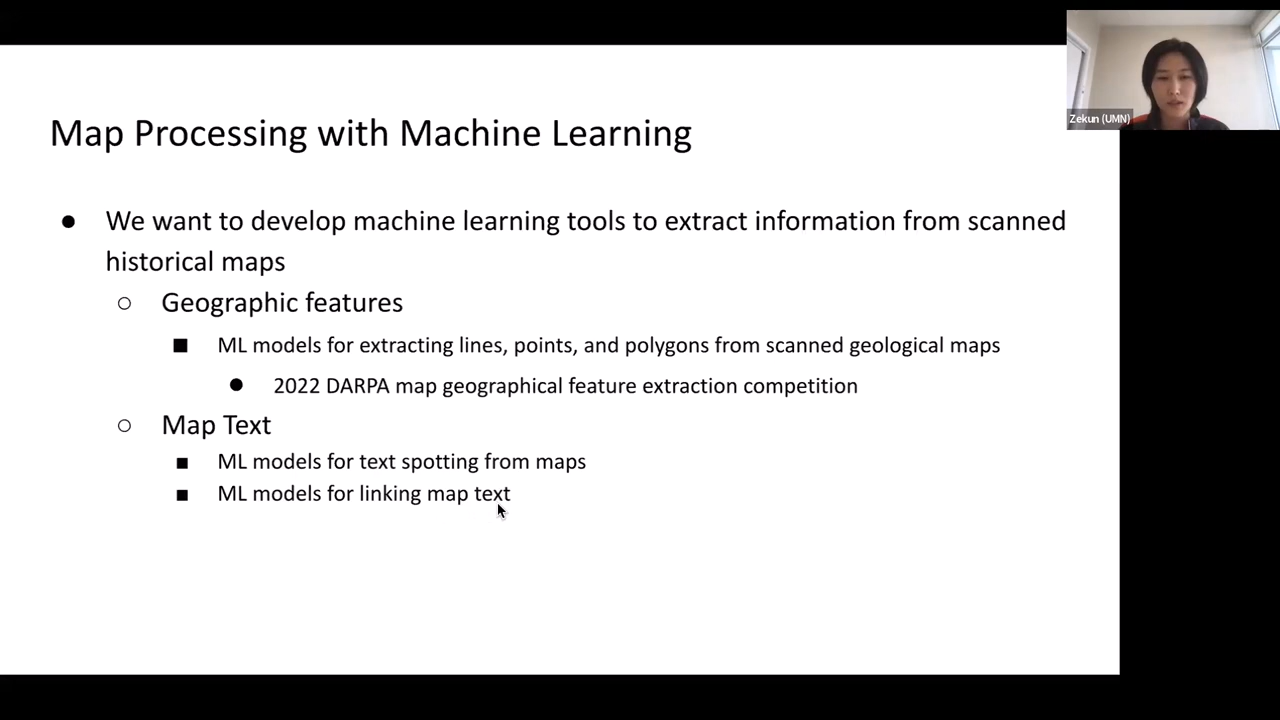 Zekun (UMN)
Map Processing with Machine Learning
● We want to develop machine learning tools to extract information from scanned
historical maps
○ Geographic features
■ ML models for extracting lines, points, and polygons from scanned geological maps
● 2022 DARPA map geographical feature extraction competition
○ Map Text
■ ML models for text spotting from maps
■ ML models for linking map text